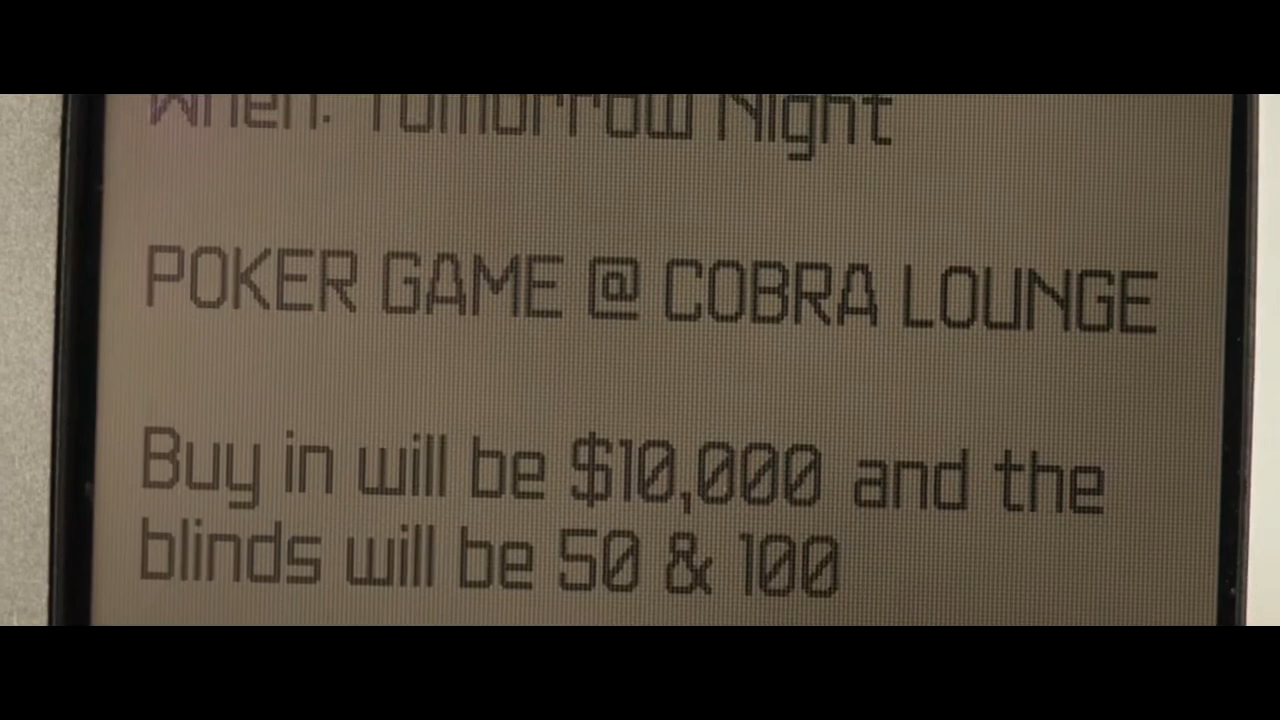 When: Tomorrow Night
POKER GAME @ COBRA LOUNGE
Buy in will be $10,000 and the
blinds will be 50 & 100